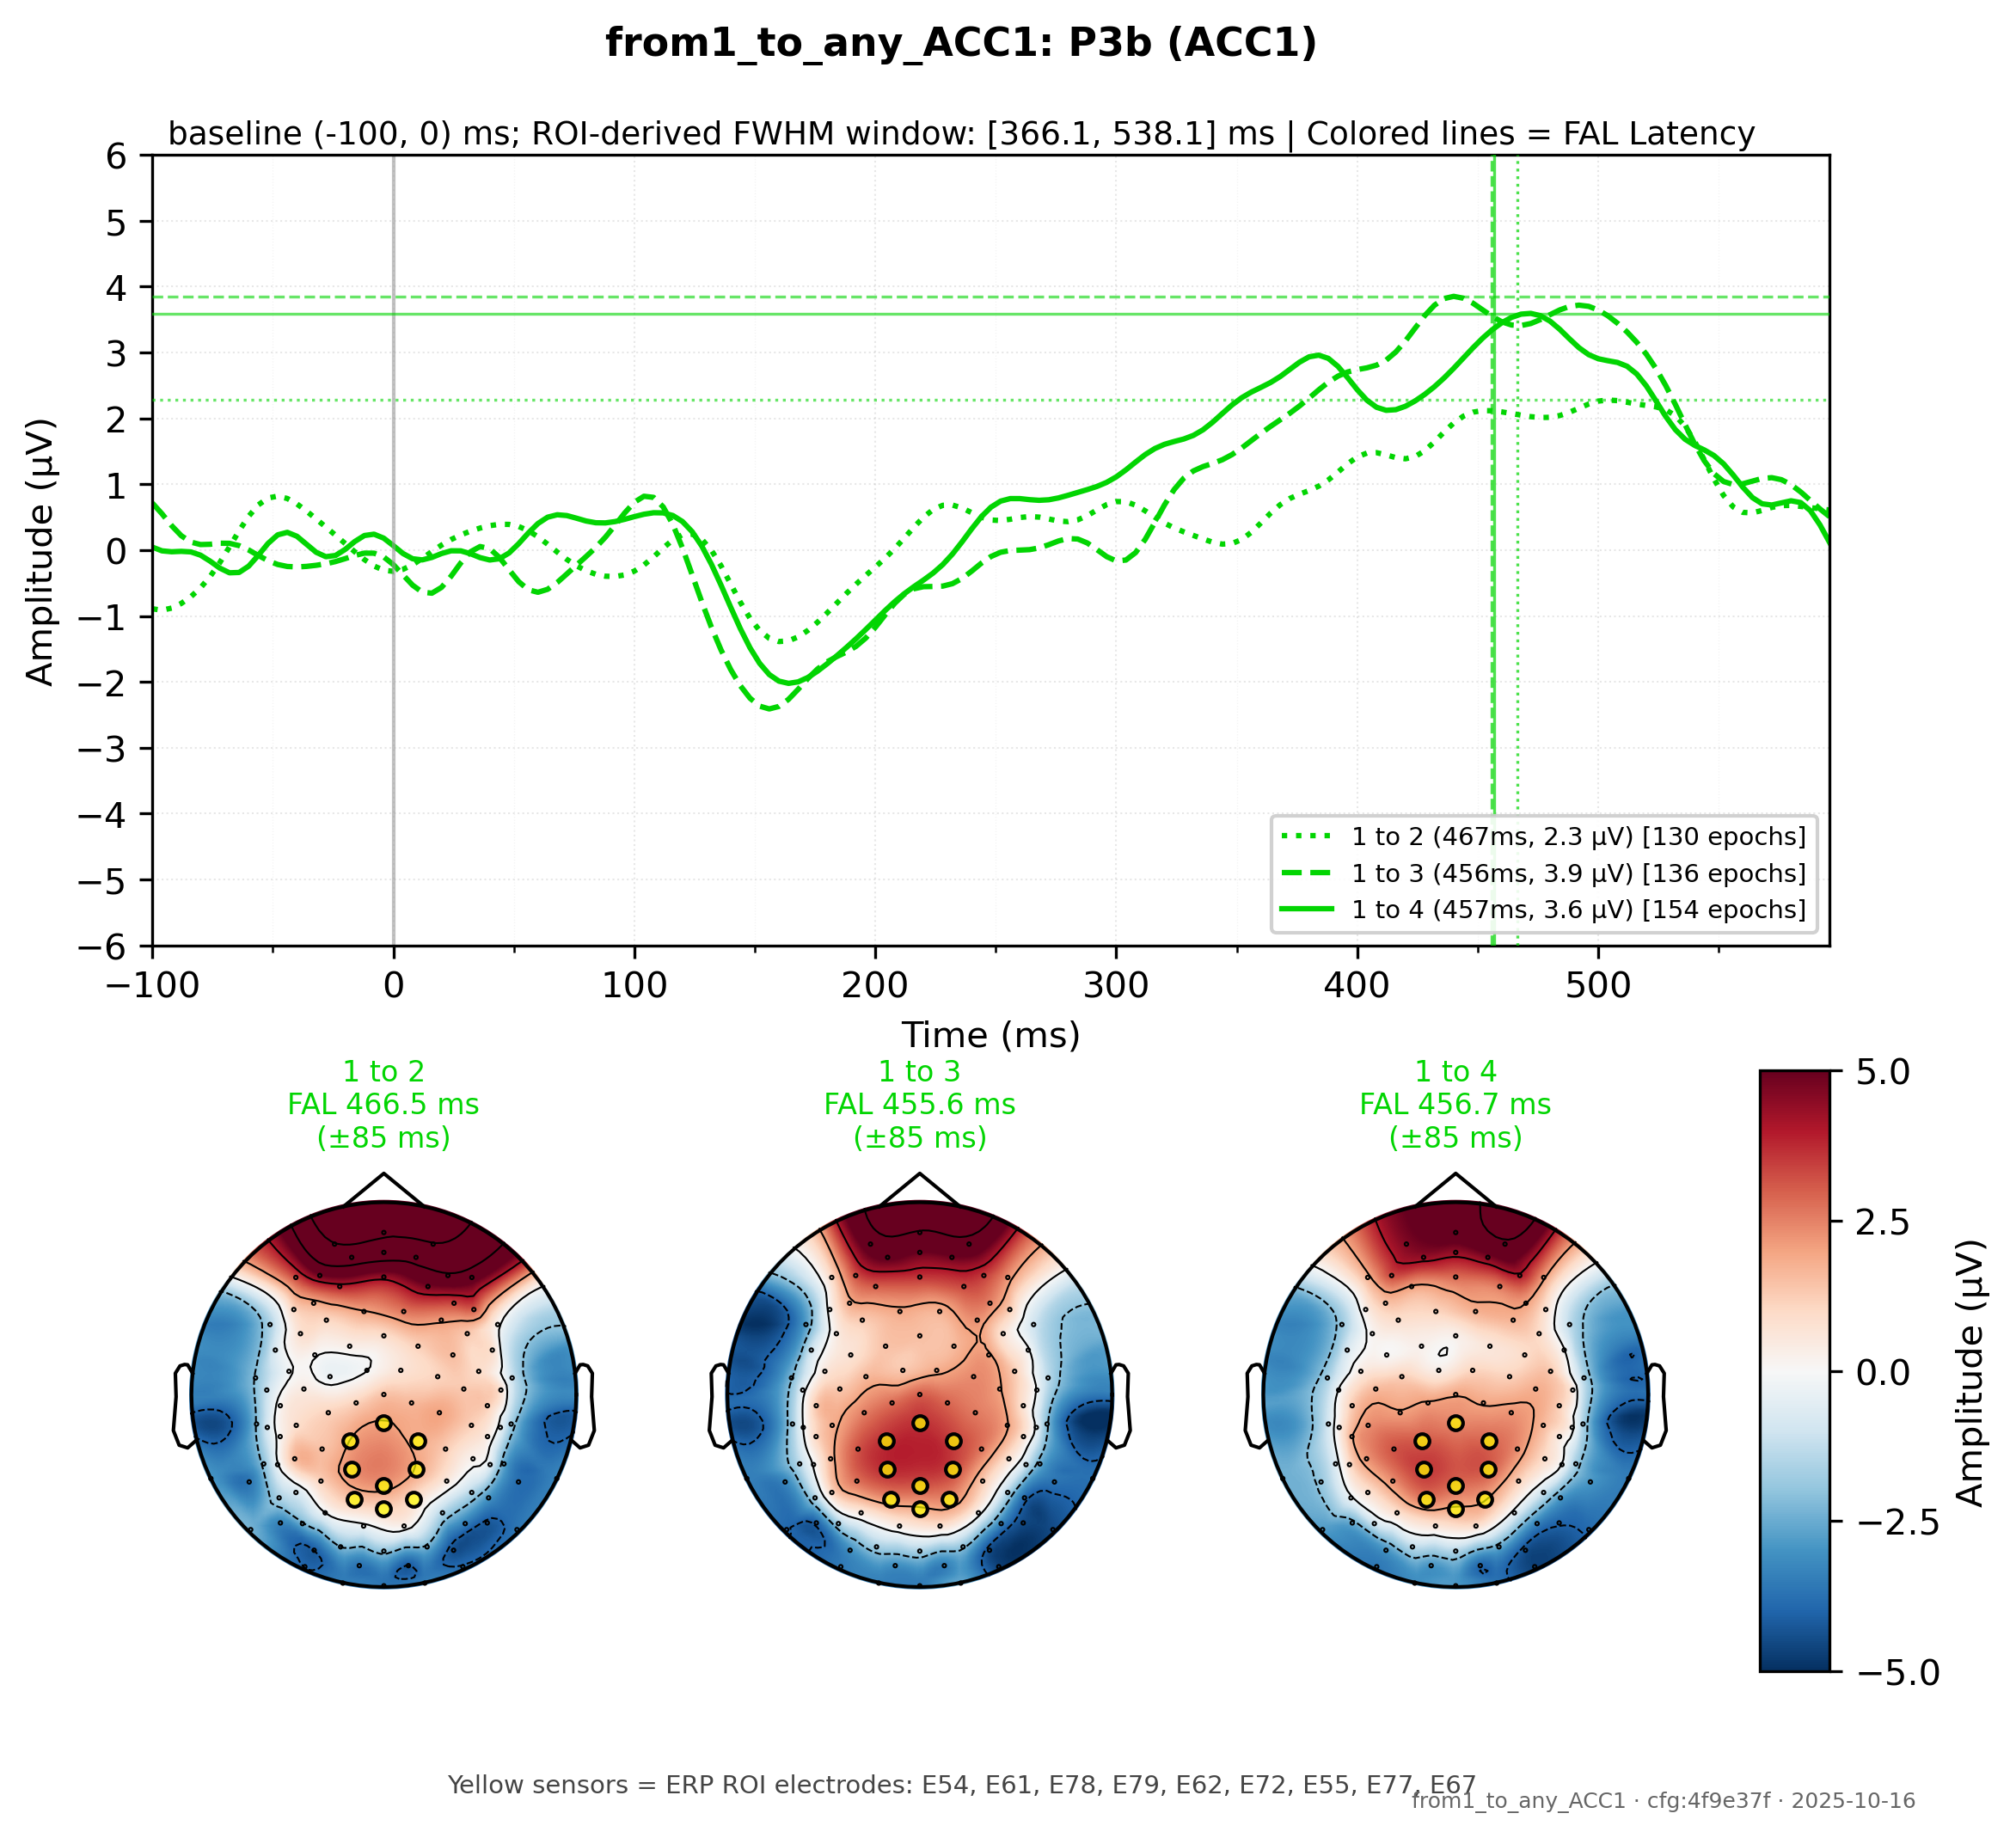 from1_to_any_ACC1: P3b (ACC1)
baseline (-100, 0) ms; ROI-derived FWHM window: [366.1, 538.1] ms | Colored lines = FAL Latency
6
5
4
3
2
1
0
−1
−2
−3
−4
−5
−6
Amplitude (µV)
1 to 2 (467ms, 2.3 µV) [130 epochs]
1 to 3 (456ms, 3.9 µV) [136 epochs]
1 to 4 (457ms, 3.6 µV) [154 epochs]
−100 0 100 200 300 400 500
Time (ms)
1 to 2
FAL 466.5 ms
(±85 ms)
1 to 3
FAL 455.6 ms
(±85 ms)
1 to 4
FAL 456.7 ms
(±85 ms)
5.0
2.5
0.0
−2.5
−5.0
Amplitude (µV)
Yellow sensors = ERP ROI electrodes: E54, E61, E78, E79, E62, E72, E55, E77, E67
from1_to_any_ACC1 · cfg:4f9e37f · 2025-10-16